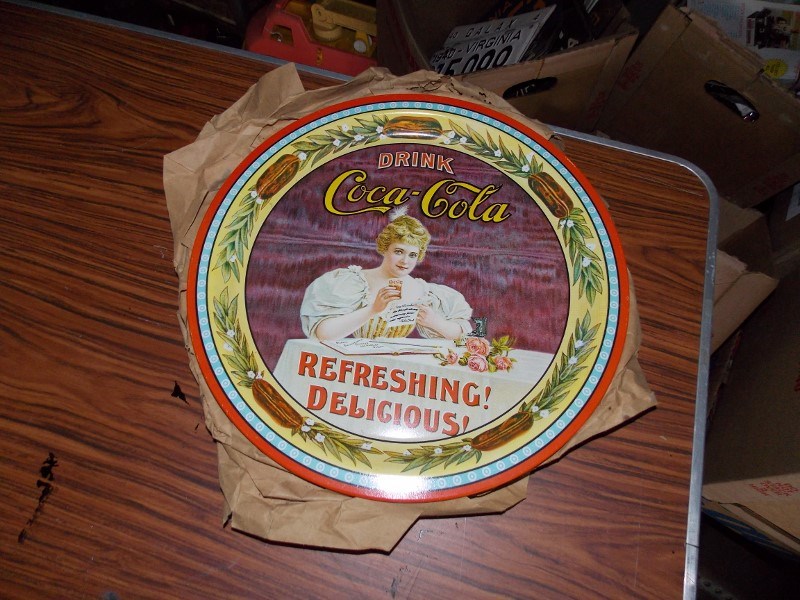 DRINK
Coca-Cola
REFRESHING!
DELICIOUS!
VIRGINIA